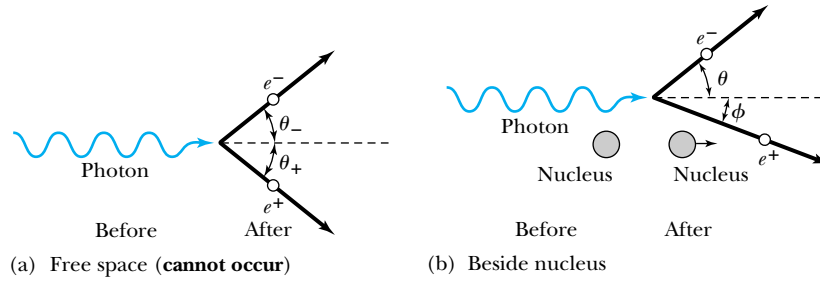 e⁻
θ₋
θ₊
Photon
e⁺
Before
After
(a) Free space (cannot occur)
e⁻
θ
ϕ
Photon
e⁺
Nucleus
Nucleus
Before
After
(b) Beside nucleus